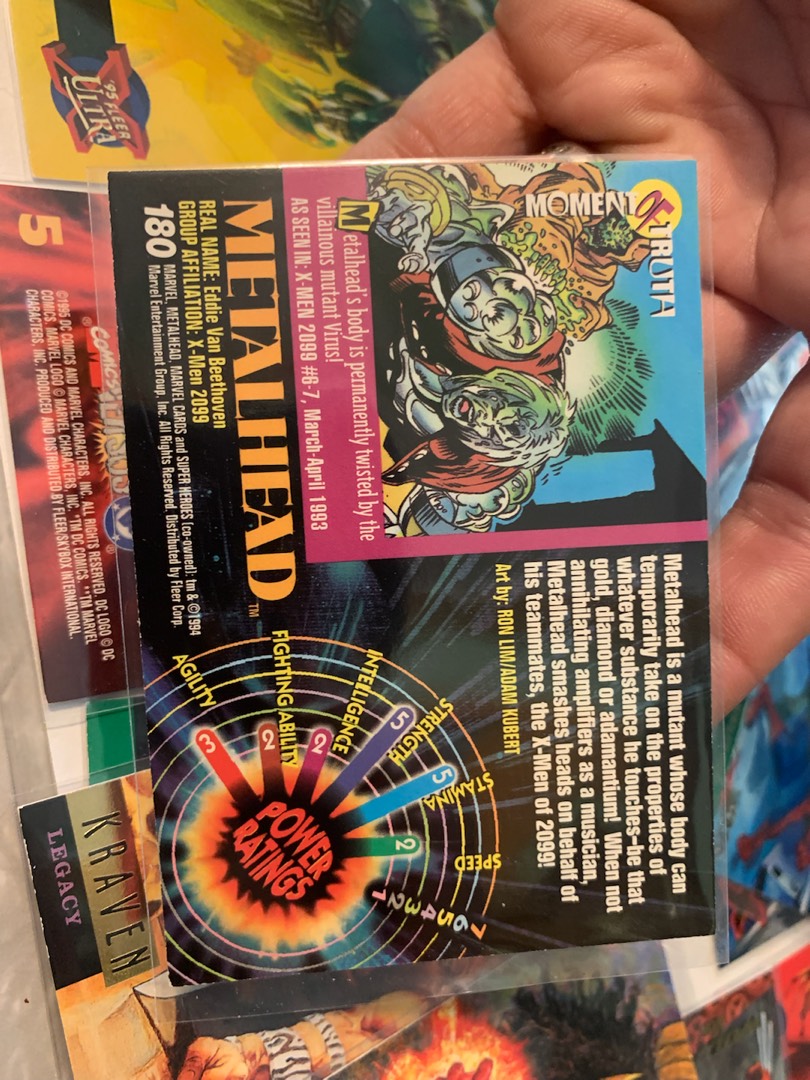 MOMENT OF TRUTH
Metalhead's body is permanently twisted by the
villainous mutant Virus!
AS SEEN IN: X-MEN 2099 #6-7, March-April 1993
METALHEAD™
REAL NAME: Eddie Van Beethoven
GROUP AFFILIATION: X-Men 2099
180
MARVEL, METALHEAD, MARVEL CARDS and SUPER HEROES (co-owned): tm & ©1994
Marvel Entertainment Group, Inc. All Rights Reserved. Distributed by Fleer Corp.
Metalhead is a mutant whose body can
temporarily take on the properties of
whatever substance he touches-be that
gold, diamond or adamantium! When not
annihilating amplifiers as a musician,
Metalhead smashes heads on behalf of
his teammates, the X-Men of 2099!
Art by: RON LIM/ADAM KUBERT
POWER
RATINGS
AGILITY 3
FIGHTING ABILITY 2
INTELLIGENCE 2
STRENGTH 5
STAMINA 5
SPEED 2
7 6 5 4 3 2 1
'95 FLEER
ULTRA
5
©1995 DC COMICS AND MARVEL CHARACTERS, INC. ALL RIGHTS RESERVED. DC LOGO © DC
COMICS. MARVEL LOGO © MARVEL CHARACTERS, INC. *TM DC COMICS. **TM MARVEL
CHARACTERS, INC. PRODUCED AND DISTRIBUTED BY FLEER/SKYBOX INTERNATIONAL.
KRAVEN
LEGACY